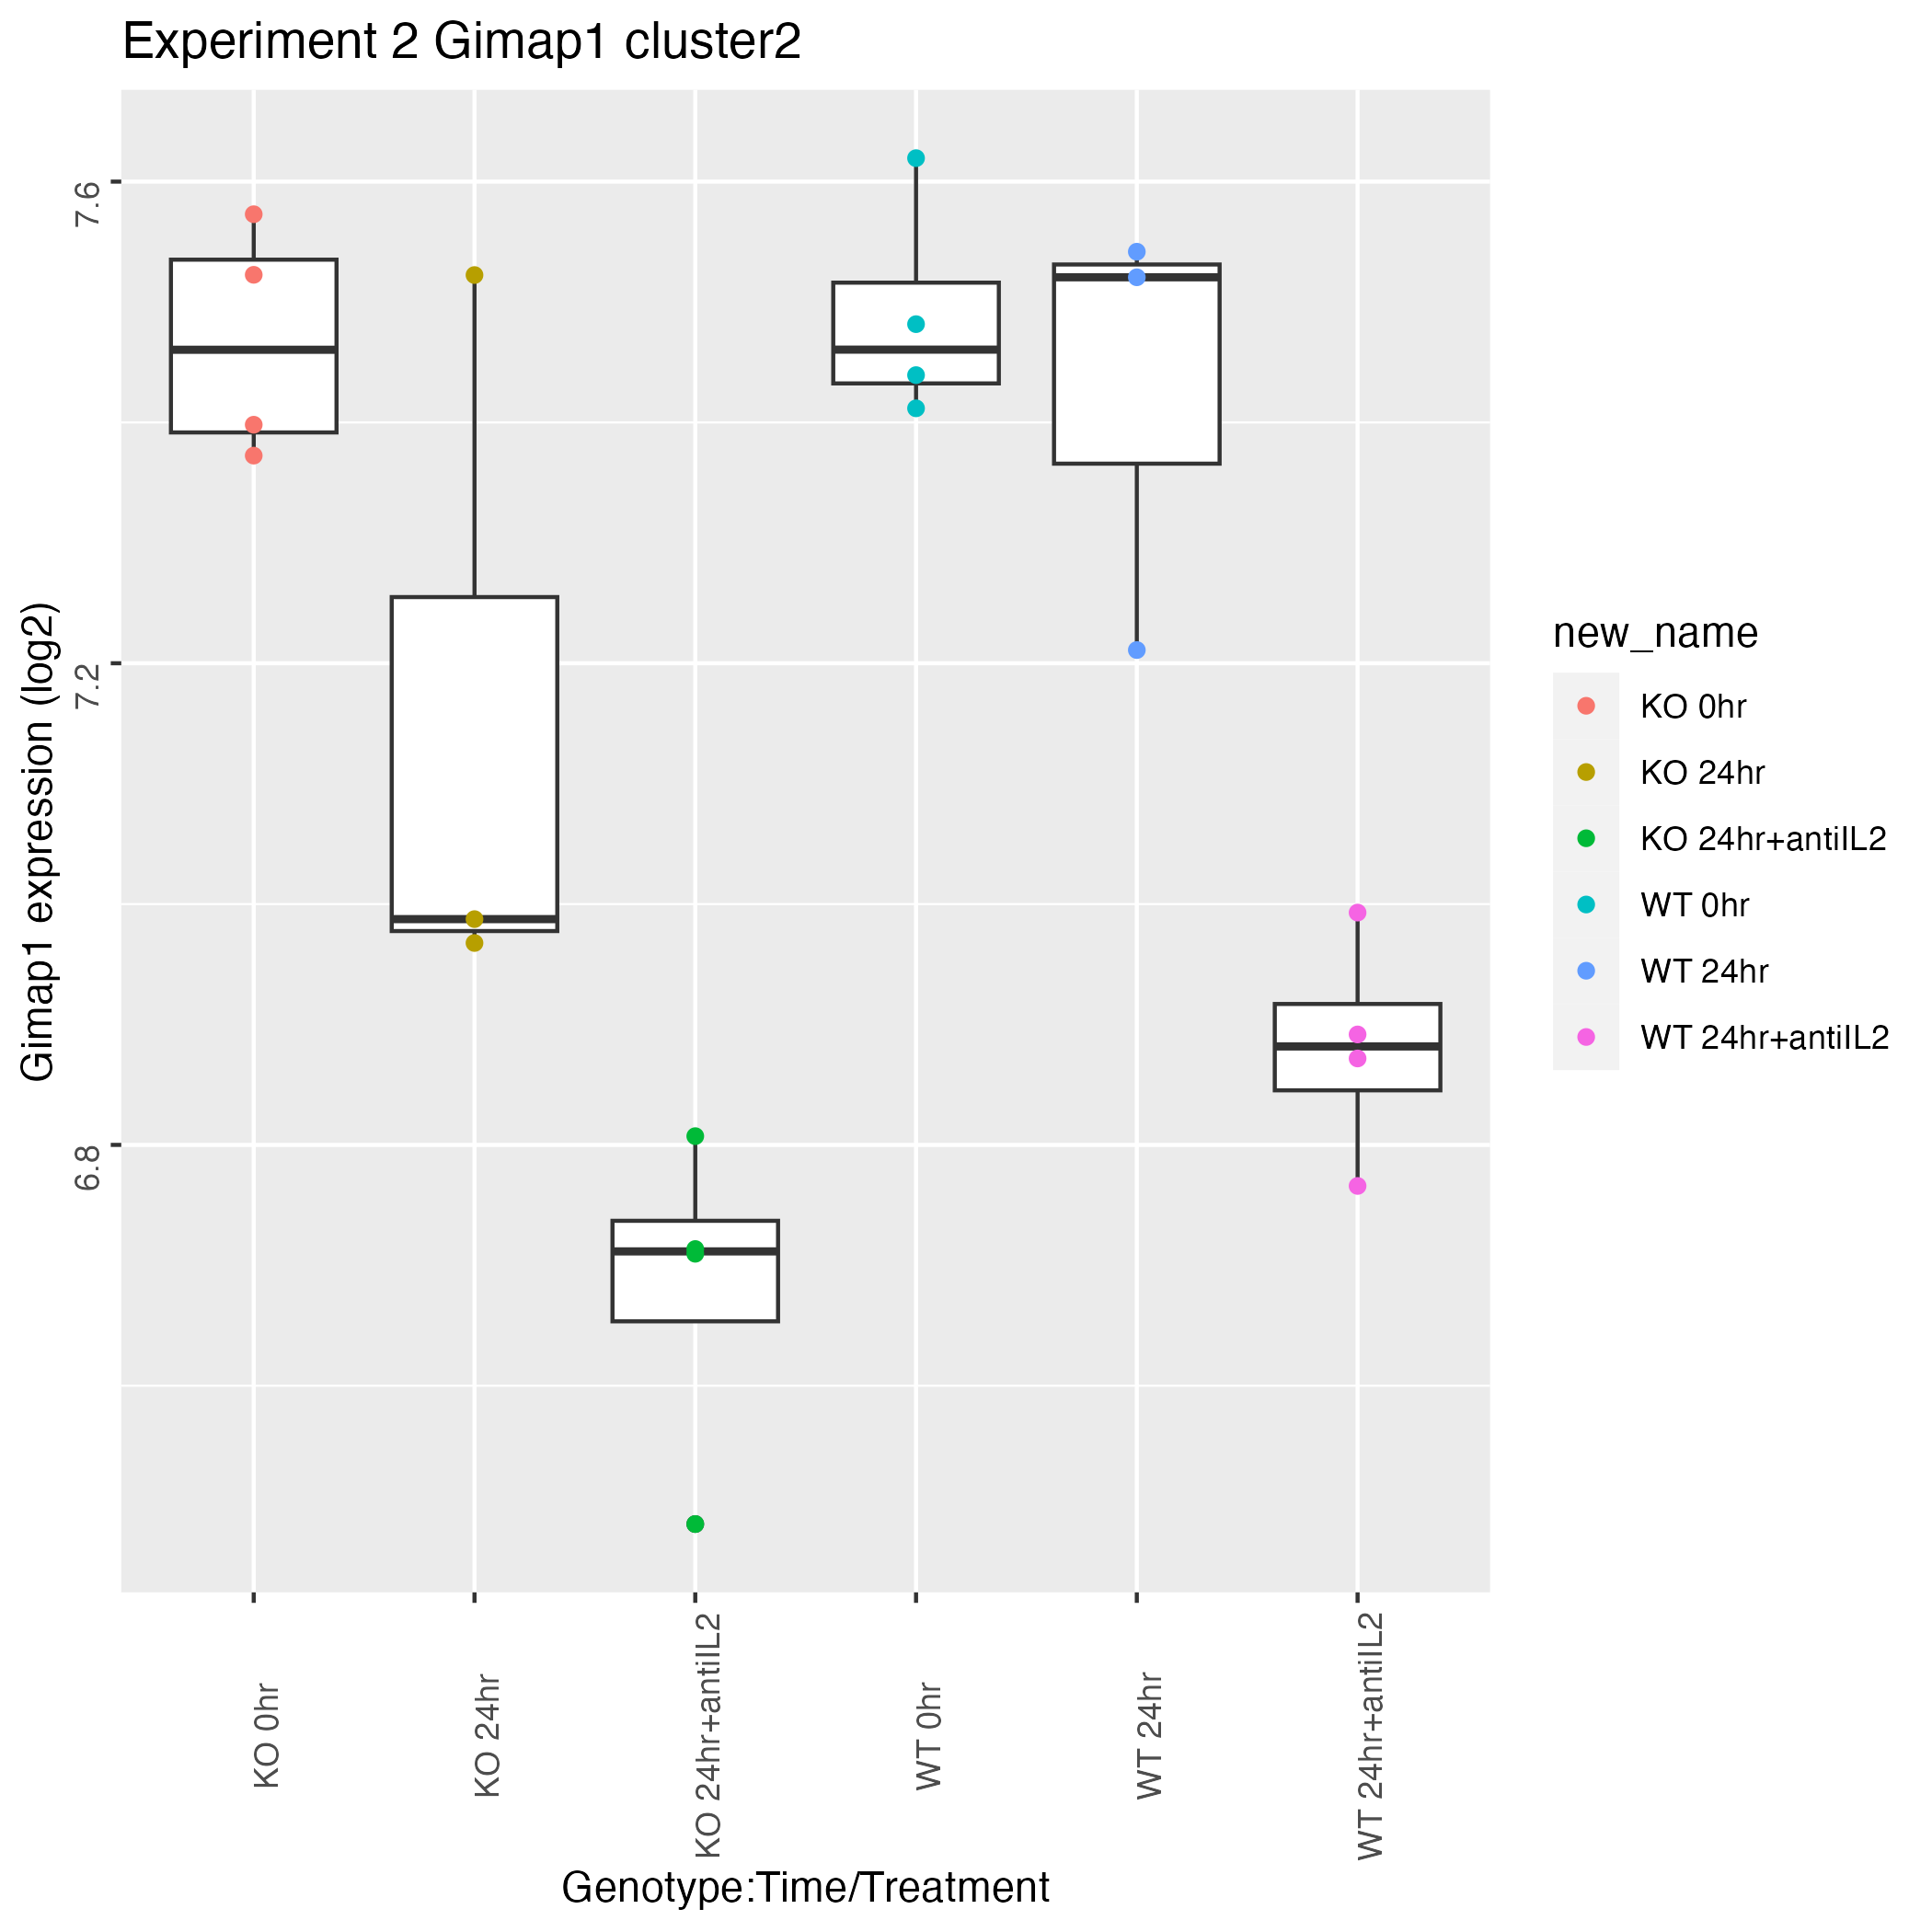 Experiment 2 Gimap1 cluster2
Gimap1 expression (log2)
7.6
7.2
6.8
KO 0hr
KO 24hr
KO 24hr+antiIL2
WT 0hr
WT 24hr
WT 24hr+antiIL2
Genotype:Time/Treatment
new_name
KO 0hr
KO 24hr
KO 24hr+antiIL2
WT 0hr
WT 24hr
WT 24hr+antiIL2